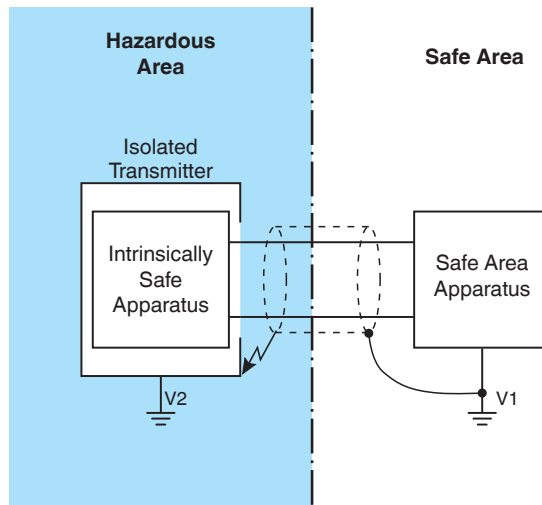 Hazardous
Area
Safe Area
Isolated
Transmitter
Intrinsically
Safe
Apparatus
Safe Area
Apparatus
V2
V1